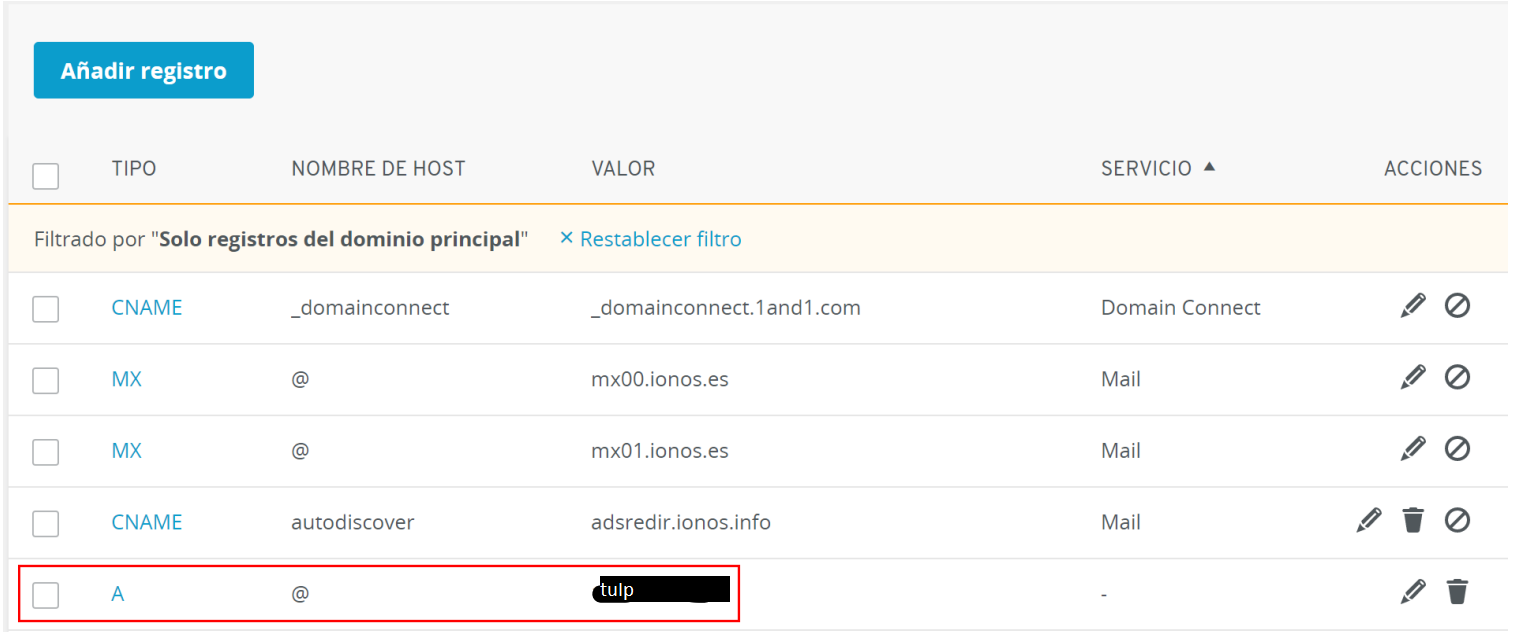 Añadir registro
TIPO NOMBRE DE HOST VALOR SERVICIO ▲ ACCIONES
Filtrado por "Solo registros del dominio principal" × Restablecer filtro
CNAME _domainconnect _domainconnect.1and1.com Domain Connect
MX @ mx00.ionos.es Mail
MX @ mx01.ionos.es Mail
CNAME autodiscover adsredir.ionos.info Mail
A @ tulp -